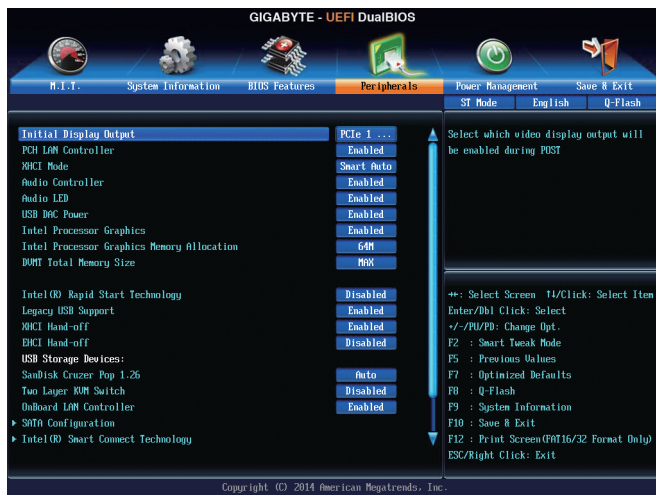 GIGABYTE - UEFI DualBIOS
M.I.T. System Information BIOS Features Peripherals Power Management Save & Exit
ST Mode English Q-Flash
Initial Display Output PCIe 1 ...
PCH LAN Controller Enabled
XHCI Mode Smart Auto
Audio Controller Enabled
Audio LED Enabled
USB DAC Power Enabled
Intel Processor Graphics Enabled
Intel Processor Graphics Memory Allocation 64M
DVMT Total Memory Size MAX
Intel(R) Rapid Start Technology Disabled
Legacy USB Support Enabled
XHCI Hand-off Enabled
EHCI Hand-off Disabled
USB Storage Devices:
SanDisk Cruzer Pop 1.26 Auto
Two Layer KVM Switch Disabled
OnBoard LAN Controller Enabled
SATA Configuration
Intel(R) Smart Connect Technology
Select which video display output will
be enabled during POST
→←: Select Screen ↑↓/Click: Select Item
Enter/Dbl Click: Select
+/-/PU/PD: Change Opt.
F2 : Smart Tweak Mode
F5 : Previous Values
F7 : Optimized Defaults
F8 : Q-Flash
F9 : System Information
F10 : Save & Exit
F12 : Print Screen(FAT16/32 Format Only)
ESC/Right Click: Exit
Copyright (C) 2014 American Megatrends, Inc.